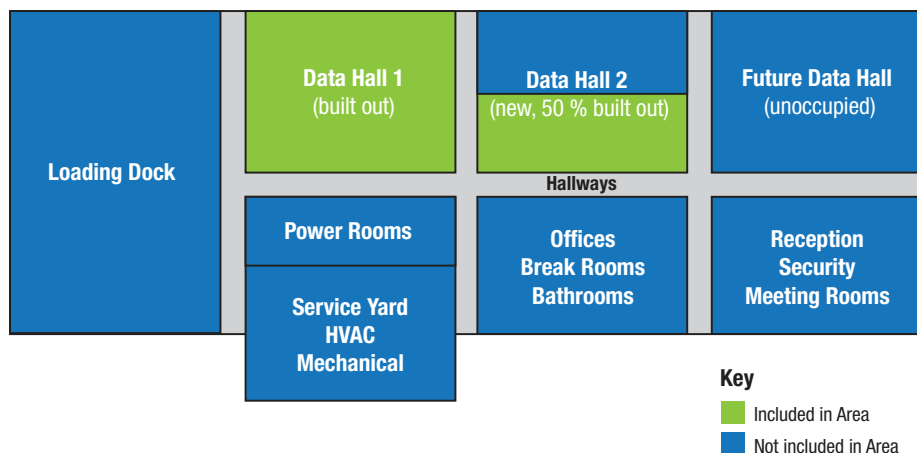 Data Hall 1
(built out)
Data Hall 2
(new, 50 % built out)
Future Data Hall
(unoccupied)
Loading Dock
Hallways
Power Rooms
Service Yard
HVAC
Mechanical
Offices
Break Rooms
Bathrooms
Reception
Security
Meeting Rooms
Key
Included in Area
Not included in Area